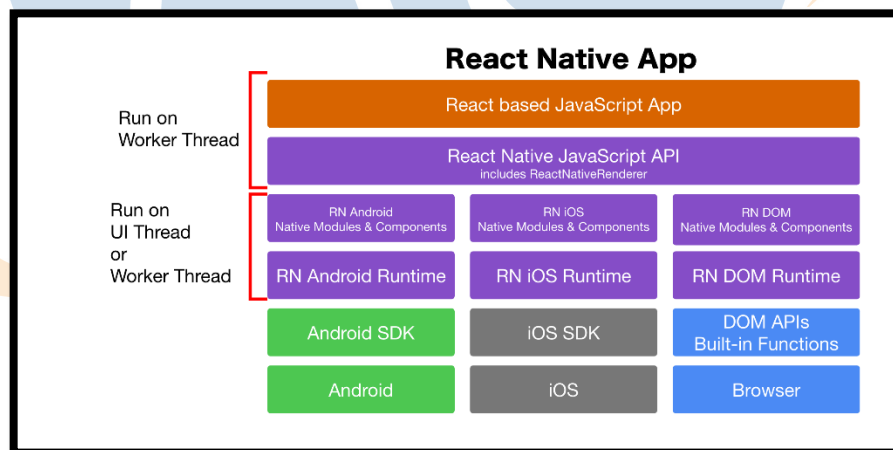 React Native App
Run on
Worker Thread
React based JavaScript App
React Native JavaScript API
includes ReactNativeRenderer
Run on
UI Thread
or
Worker Thread
RN Android
Native Modules & Components
RN iOS
Native Modules & Components
RN DOM
Native Modules & Components
RN Android Runtime
RN iOS Runtime
RN DOM Runtime
Android SDK
iOS SDK
DOM APIs
Built-in Functions
Android
iOS
Browser